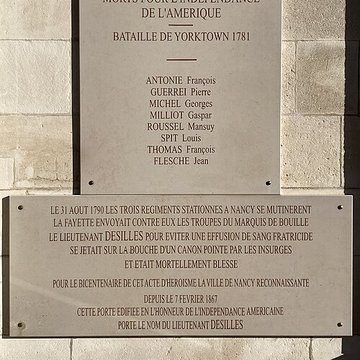 MORTS POUR L'INDEPENDANCE
DE L'AMERIQUE
BATAILLE DE YORKTOWN 1781
ANTONIE François
GUERREI Pierre
MICHEL Georges
MILLIOT Gaspar
ROUSSEL Mansuy
SPIT Louis
THOMAS François
FLESCHE Jean
LE 31 AOUT 1790 LES TROIS REGIMENTS STATIONNES A NANCY SE MUTINERENT
LA FAYETTE ENVOYAIT CONTRE EUX LES TROUPES DU MARQUIS DE BOUILLE
LE LIEUTENANT DESILLES POUR EVITER UNE EFFUSION DE SANG FRATRICIDE
SE JETAIT SUR LA BOUCHE D'UN CANON POINTE PAR LES INSURGES
ET ETAIT MORTELLEMENT BLESSE
POUR LE BICENTENAIRE DE CET ACTE D'HEROISME LA VILLE DE NANCY RECONNAISSANTE
DEPUIS LE 7 FEVRIER 1867
CETTE PORTE EDIFIEE EN L'HONNEUR DE L'INDEPENDANCE AMERICAINE
PORTE LE NOM DU LIEUTENANT DESILLES